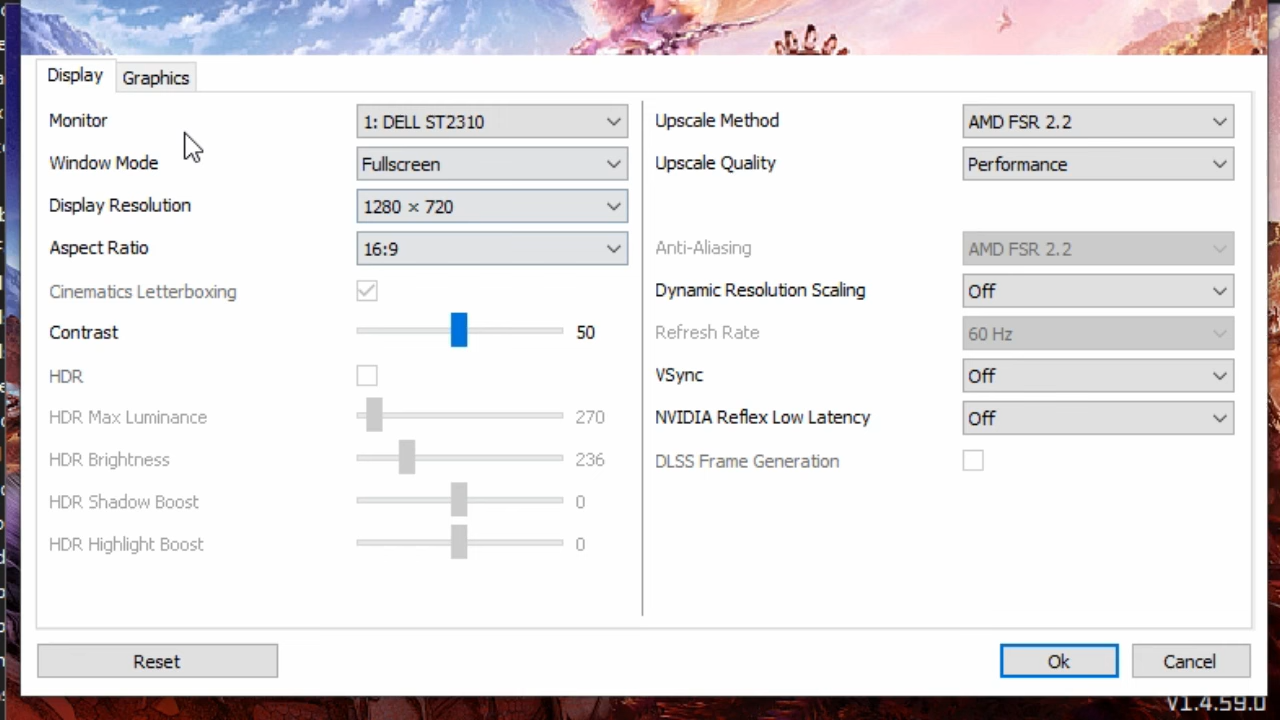 Display
Graphics
Monitor
1: DELL ST2310
Window Mode
Fullscreen
Display Resolution
1280 × 720
Aspect Ratio
16:9
Cinematics Letterboxing
Contrast
50
HDR
HDR Max Luminance
270
HDR Brightness
236
HDR Shadow Boost
0
HDR Highlight Boost
0
Upscale Method
AMD FSR 2.2
Upscale Quality
Performance
Anti-Aliasing
AMD FSR 2.2
Dynamic Resolution Scaling
Off
Refresh Rate
60 Hz
VSync
Off
NVIDIA Reflex Low Latency
Off
DLSS Frame Generation
Reset
Ok
Cancel
v1.4.59.0